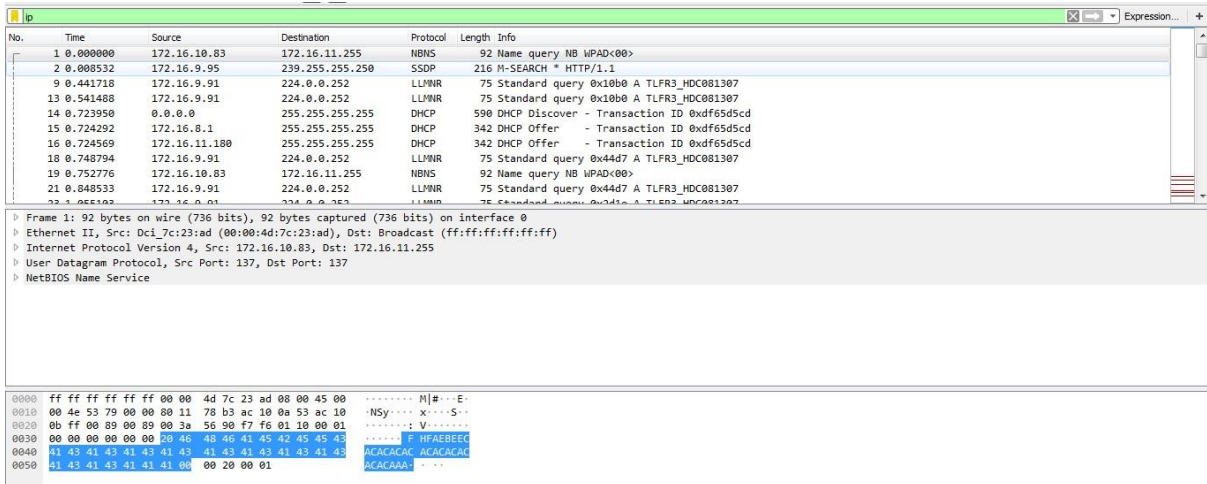 ip Expression... +
No. Time Source Destination Protocol Length Info
1 0.000000 172.16.10.83 172.16.11.255 NBNS 92 Name query NB WPAD<00>
2 0.008532 172.16.9.95 239.255.255.250 SSDP 216 M-SEARCH * HTTP/1.1
9 0.441718 172.16.9.91 224.0.0.252 LLMNR 75 Standard query 0x10b0 A TLFR3_HDC081307
13 0.541488 172.16.9.91 224.0.0.252 LLMNR 75 Standard query 0x10b0 A TLFR3_HDC081307
14 0.723950 0.0.0.0 255.255.255.255 DHCP 590 DHCP Discover - Transaction ID 0xdf65d5cd
15 0.724292 172.16.8.1 255.255.255.255 DHCP 342 DHCP Offer - Transaction ID 0xdf65d5cd
16 0.724569 172.16.11.180 255.255.255.255 DHCP 342 DHCP Offer - Transaction ID 0xdf65d5cd
18 0.748794 172.16.9.91 224.0.0.252 LLMNR 75 Standard query 0x44d7 A TLFR3_HDC081307
19 0.752776 172.16.10.83 172.16.11.255 NBNS 92 Name query NB WPAD<00>
21 0.848533 172.16.9.91 224.0.0.252 LLMNR 75 Standard query 0x44d7 A TLFR3_HDC081307
Frame 1: 92 bytes on wire (736 bits), 92 bytes captured (736 bits) on interface 0
Ethernet II, Src: Dci_7c:23:ad (00:00:4d:7c:23:ad), Dst: Broadcast (ff:ff:ff:ff:ff:ff)
Internet Protocol Version 4, Src: 172.16.10.83, Dst: 172.16.11.255
User Datagram Protocol, Src Port: 137, Dst Port: 137
NetBIOS Name Service
0000 ff ff ff ff ff ff 00 00 4d 7c 23 ad 08 00 45 00 ········ M|#···E·
0010 00 4e 53 79 00 00 80 11 78 b3 ac 10 0a 53 ac 10 ·NSy···· x····S··
0020 0b ff 00 89 00 89 00 3a 56 90 f7 f6 01 10 00 01 ·······: V·······
0030 00 00 00 00 00 00 20 46 48 46 41 45 42 45 45 43 ······ F HFAEBEEC
0040 41 43 41 43 41 43 41 43 41 43 41 43 41 43 41 43 ACACACAC ACACACAC
0050 41 43 41 43 41 41 41 00 00 20 00 01 ACACAAA· · ··